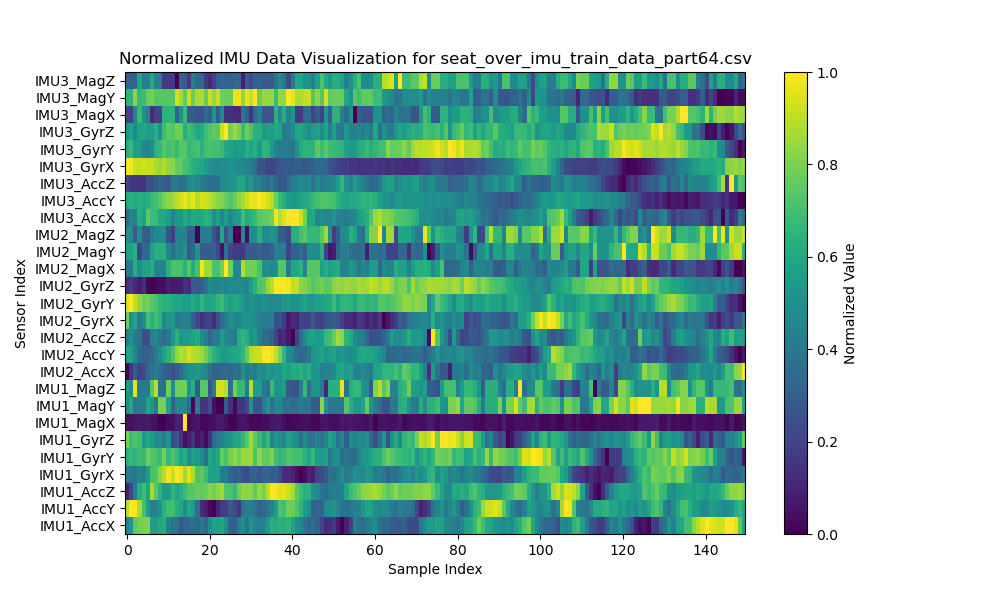 Normalized IMU Data Visualization for seat_over_imu_train_data_part64.csv
IMU3_MagZ
IMU3_MagY
IMU3_MagX
IMU3_GyrZ
IMU3_GyrY
IMU3_GyrX
IMU3_AccZ
IMU3_AccY
IMU3_AccX
IMU2_MagZ
IMU2_MagY
IMU2_MagX
IMU2_GyrZ
IMU2_GyrY
IMU2_GyrX
IMU2_AccZ
IMU2_AccY
IMU2_AccX
IMU1_MagZ
IMU1_MagY
IMU1_MagX
IMU1_GyrZ
IMU1_GyrY
IMU1_GyrX
IMU1_AccZ
IMU1_AccY
IMU1_AccX
Sensor Index
0 20 40 60 80 100 120 140
Sample Index
1.0
0.8
0.6
0.4
0.2
0.0
Normalized Value